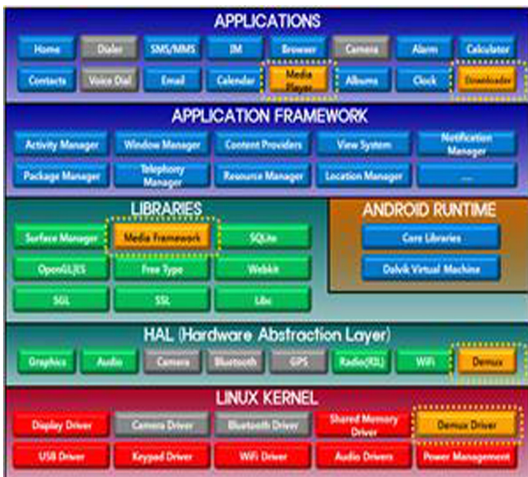 APPLICATIONS
Home Dialer SMS/MMS IM Browser Camera Alarm Calculator
Contacts Voice Dial Email Calendar Media Player Albums Clock Downloader
APPLICATION FRAMEWORK
Activity Manager Window Manager Content Providers View System Notification Manager
Package Manager Telephony Manager Resource Manager Location Manager ....
LIBRARIES ANDROID RUNTIME
Surface Manager Media Framework SQLite Core Libraries
OpenGL|ES Free Type Webkit Dalvik Virtual Machine
SGL SSL Libc
HAL (Hardware Abstraction Layer)
Graphics Audio Camera Bluetooth GPS Radio(RIL) WiFi Demux
LINUX KERNEL
Display Driver Camera Driver Bluetooth Driver Shared Memory Driver Demux Driver
USB Driver Keypad Driver WiFi Driver Audio Drivers Power Management